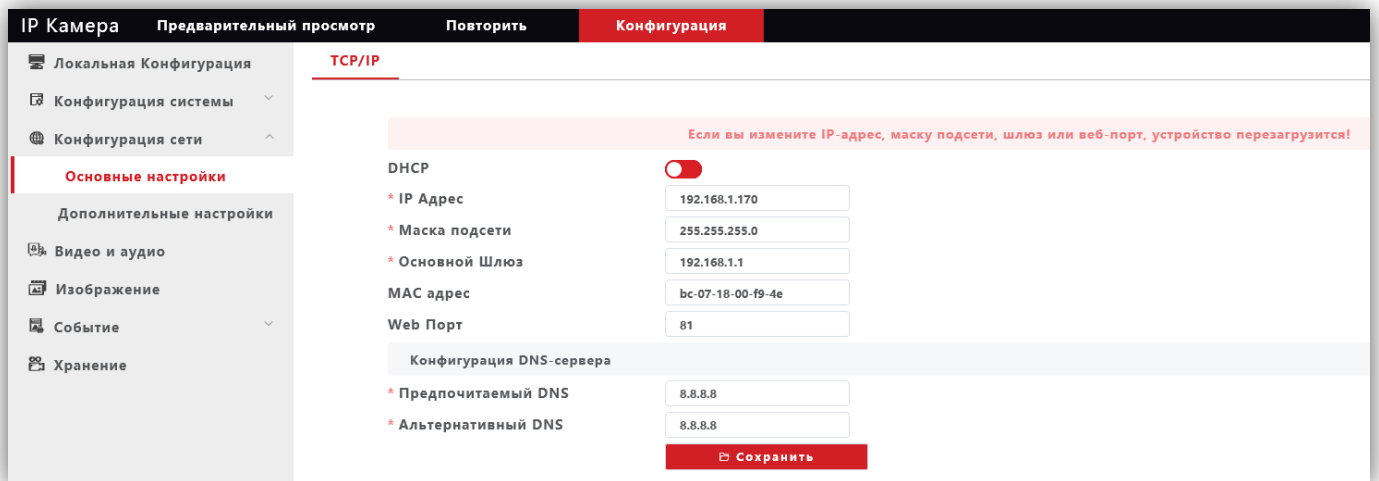 IP Камера Предварительный просмотр Повторить Конфигурация
Локальная Конфигурация
Конфигурация системы
Конфигурация сети
Основные настройки
Дополнительные настройки
Видео и аудио
Изображение
Событие
Хранение
TCP/IP
Если вы измените IP-адрес, маску подсети, шлюз или веб-порт, устройство перезагрузится!
DHCP
* IP Адрес 192.168.1.170
* Маска подсети 255.255.255.0
* Основной Шлюз 192.168.1.1
МАС адрес bc-07-18-00-f9-4e
Web Порт 81
Конфигурация DNS-сервера
* Предпочитаемый DNS 8.8.8.8
* Альтернативный DNS 8.8.8.8
Сохранить